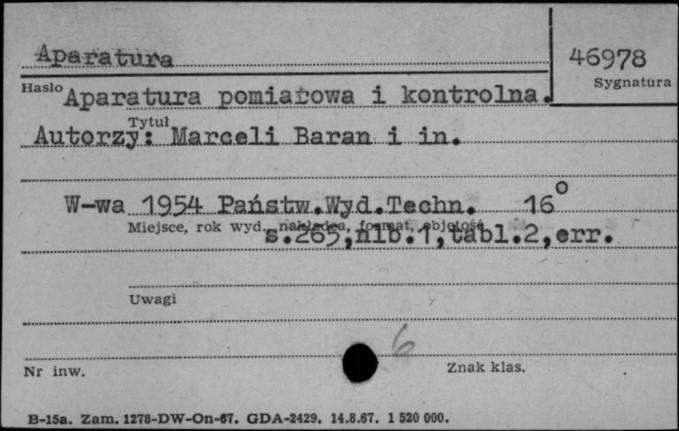 Aparatura
46978
Hasło
Sygnatura
Aparatura pomiarowa i kontrolna.
Tytuł
Autorzy: Marceli Baran i in.
W-wa 1954 Państw.Wyd.Techn. 16°
Miejsce, rok wyd., nakładca, format, objętość
s.265,nlb.1,tabl.2,err.
Uwagi
6
Nr inw.
Znak klas.
B-15a. Zam. 1278-DW-On-67. GDA-2429. 14.8.67. 1 520 000.